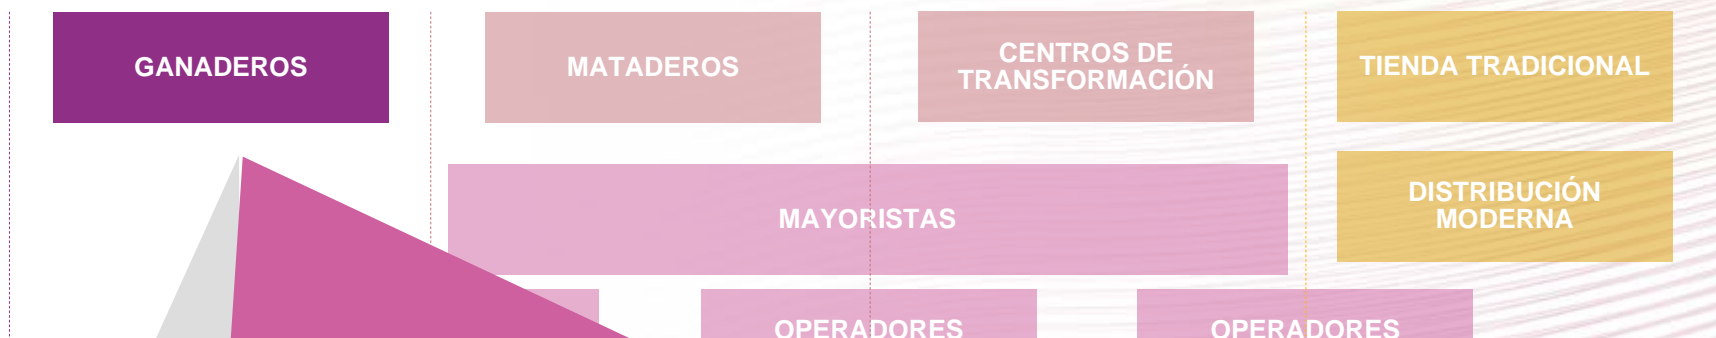 GANADEROS
MATADEROS
CENTROS DE
TRANSFORMACIÓN
TIENDA TRADICIONAL
MAYORISTAS
DISTRIBUCIÓN
MODERNA
OPERADORES
OPERADORES